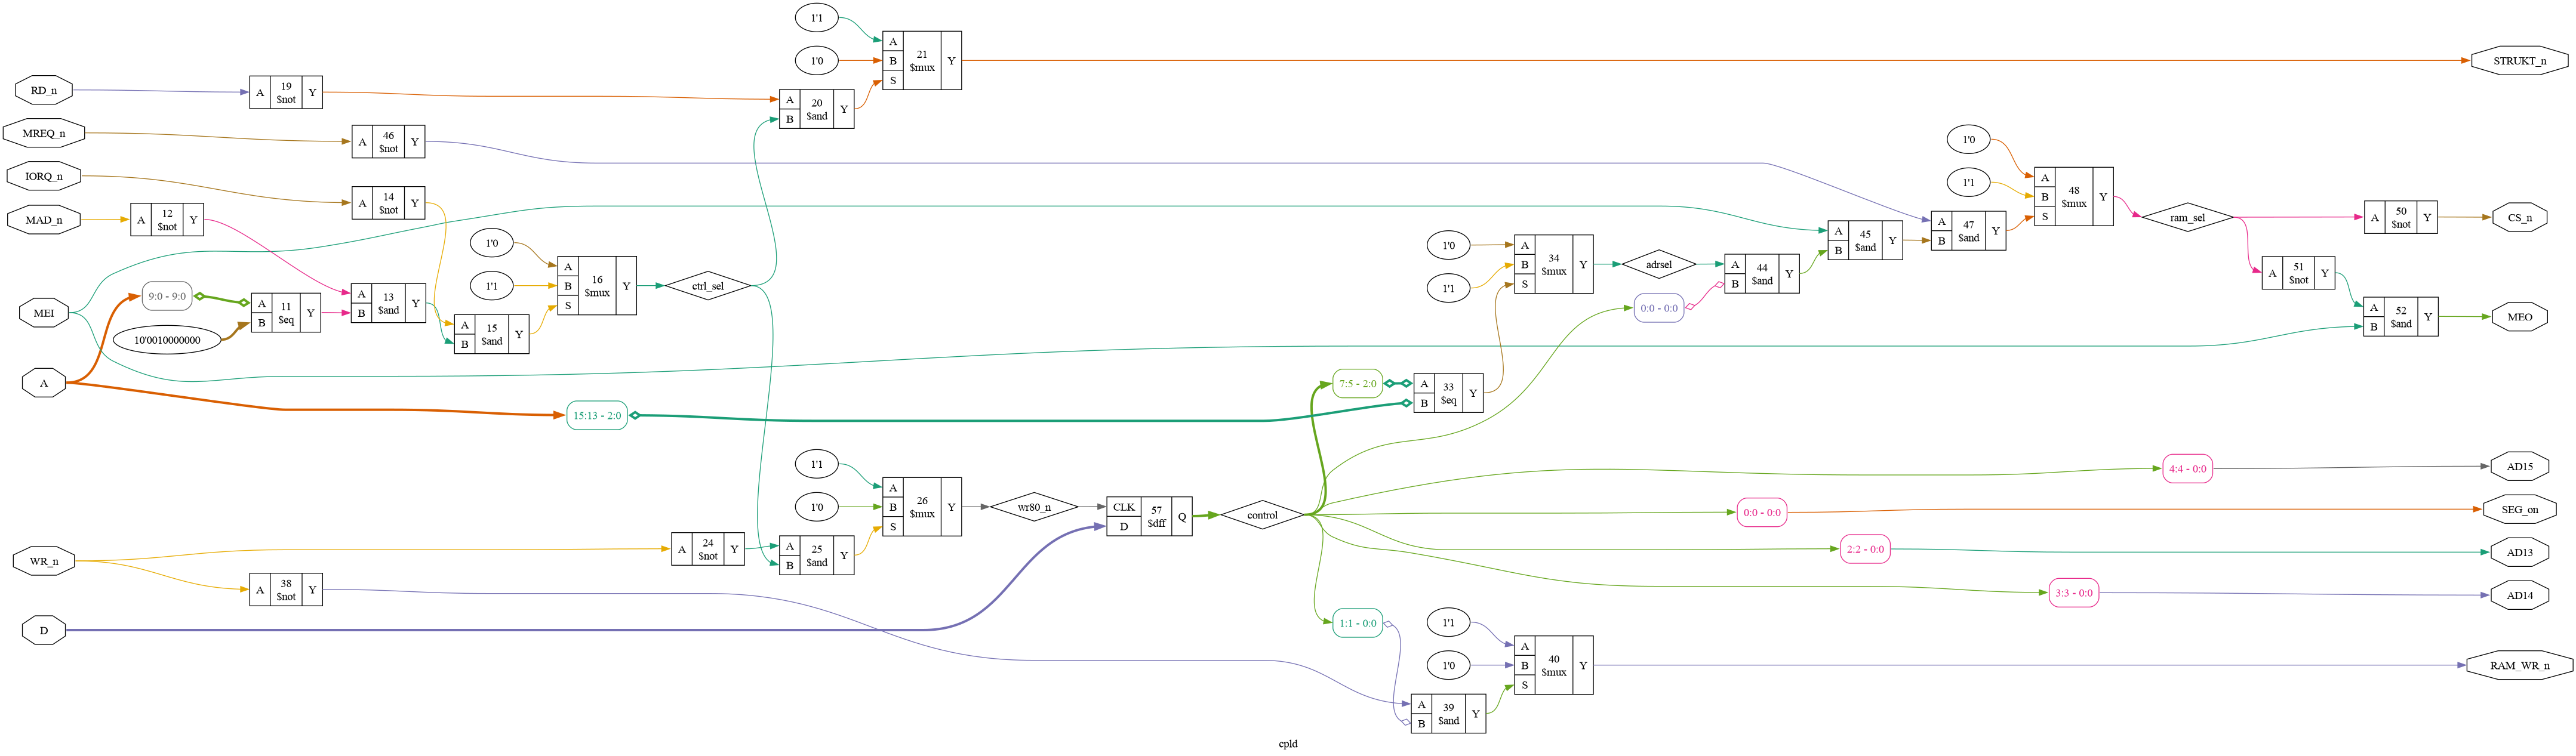 1'1
A
1'0
B
21
$mux
Y
STRUKT_n
S
RD_n
A
19
$not
Y
A
20
$and
Y
B
MREQ_n
A
46
$not
Y
IORQ_n
A
14
$not
Y
MAD_n
A
12
$not
Y
1'0
A
1'1
B
48
$mux
Y
S
ram_sel
A
50
$not
Y
CS_n
A
45
$and
Y
B
A
47
$and
Y
B
1'0
A
1'1
B
16
$mux
Y
S
ctrl_sel
1'0
A
1'1
B
34
$mux
Y
S
adrsel
A
44
$and
Y
B
0:0 - 0:0
A
51
$not
Y
MEI
9:0 - 9:0
A
11
$eq
Y
B
10'0010000000
A
13
$and
Y
B
A
15
$and
Y
B
A
52
$and
Y
B
MEO
A
7:5 - 2:0
A
33
$eq
Y
B
15:13 - 2:0
1'1
A
1'0
B
26
$mux
Y
S
wr80_n
CLK
57
$dff
Q
D
control
4:4 - 0:0
AD15
0:0 - 0:0
SEG_on
2:2 - 0:0
AD13
3:3 - 0:0
AD14
WR_n
A
24
$not
Y
A
25
$and
Y
B
A
38
$not
Y
D
1:1 - 0:0
1'1
A
1'0
B
40
$mux
Y
S
RAM_WR_n
A
39
$and
Y
B
cpld